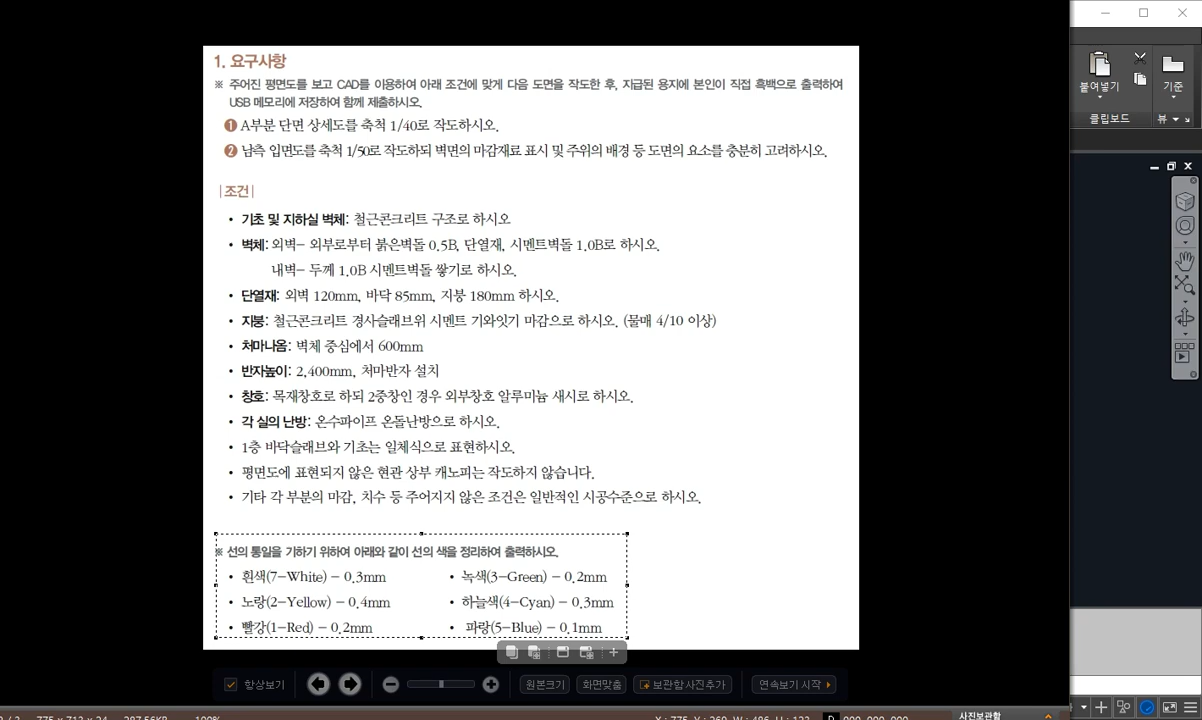 1. 요구사항
※ 주어진 평면도를 보고 CAD를 이용하여 아래 조건에 맞게 다음 도면을 작도한 후, 지급된 용지에 본인이 직접 흑백으로 출력하여
USB 메모리에 저장하여 함께 제출하시오.
❶ A부분 단면 상세도를 축척 1/40로 작도하시오.
❷ 남측 입면도를 축척 1/50로 작도하되 벽면의 마감재료 표시 및 주위의 배경 등 도면의 요소를 충분히 고려하시오.
|조건|
• 기초 및 지하실 벽체: 철근콘크리트 구조로 하시오
• 벽체: 외벽- 외부로부터 붉은벽돌 0.5B, 단열재, 시멘트벽돌 1.0B로 하시오.
내벽- 두께 1.0B 시멘트벽돌 쌓기로 하시오.
• 단열재: 외벽 120mm, 바닥 85mm, 지붕 180mm 하시오.
• 지붕: 철근콘크리트 경사슬래브위 시멘트 기와잇기 마감으로 하시오. (물매 4/10 이상)
• 처마나옴: 벽체 중심에서 600mm
• 반자높이: 2,400mm, 처마반자 설치
• 창호: 목재창호로 하되 2중창인 경우 외부창호 알루미늄 새시로 하시오.
• 각 실의 난방: 온수파이프 온돌난방으로 하시오.
• 1층 바닥슬래브와 기초는 일체식으로 표현하시오.
• 평면도에 표현되지 않은 현관 상부 캐노피는 작도하지 않습니다.
• 기타 각 부분의 마감, 치수 등 주어지지 않은 조건은 일반적인 시공수준으로 하시오.
※ 선의 통일을 기하기 위하여 아래와 같이 선의 색을 정리하여 출력하시오.
• 흰색(7-White) - 0.3mm • 녹색(3-Green) - 0.2mm
• 노랑(2-Yellow) - 0.4mm • 하늘색(4-Cyan) - 0.3mm
• 빨강(1-Red) - 0.2mm • 파랑(5-Blue) - 0.1mm
항상보기 원본크기 화면맞춤 보관함 사진추가 연속보기 시작
사진보관함
붙여넣기 기준
클립보드 뷰